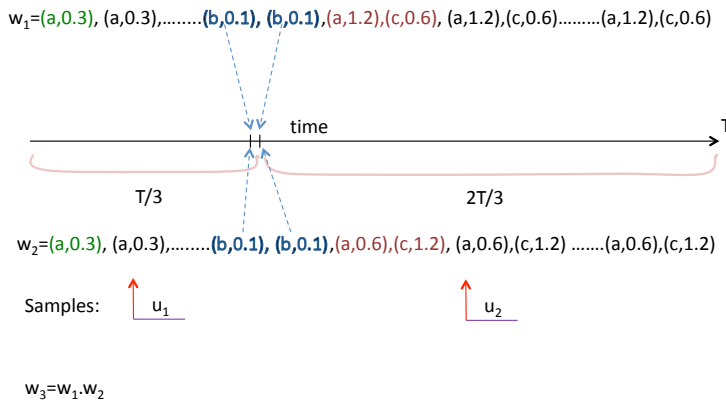 w₁=(a,0.3), (a,0.3),........(b,0.1), (b,0.1),(a,1.2),(c,0.6), (a,1.2),(c,0.6)………(a,1.2),(c,0.6)
time
T
T/3
2T/3
w₂=(a,0.3), (a,0.3),........(b,0.1), (b,0.1),(a,0.6),(c,1.2), (a,0.6),(c,1.2) …….(a,0.6),(c,1.2)
Samples: u₁ u₂
w₃=w₁.w₂